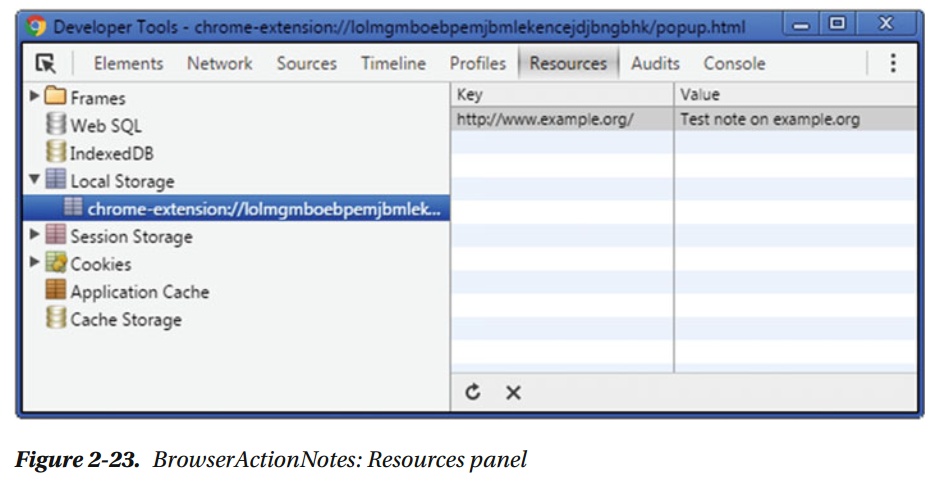 Developer Tools - chrome-extension://lolmgmboebpemjbmlekencejdjbngbhk/popup.html
Elements Network Sources Timeline Profiles Resources Audits Console
Frames
Web SQL
IndexedDB
Local Storage
chrome-extension://lolmgmboebpemjbmlek...
Session Storage
Cookies
Application Cache
Cache Storage
Key Value
http://www.example.org/ Test note on example.org
Figure 2-23. BrowserActionNotes: Resources panel